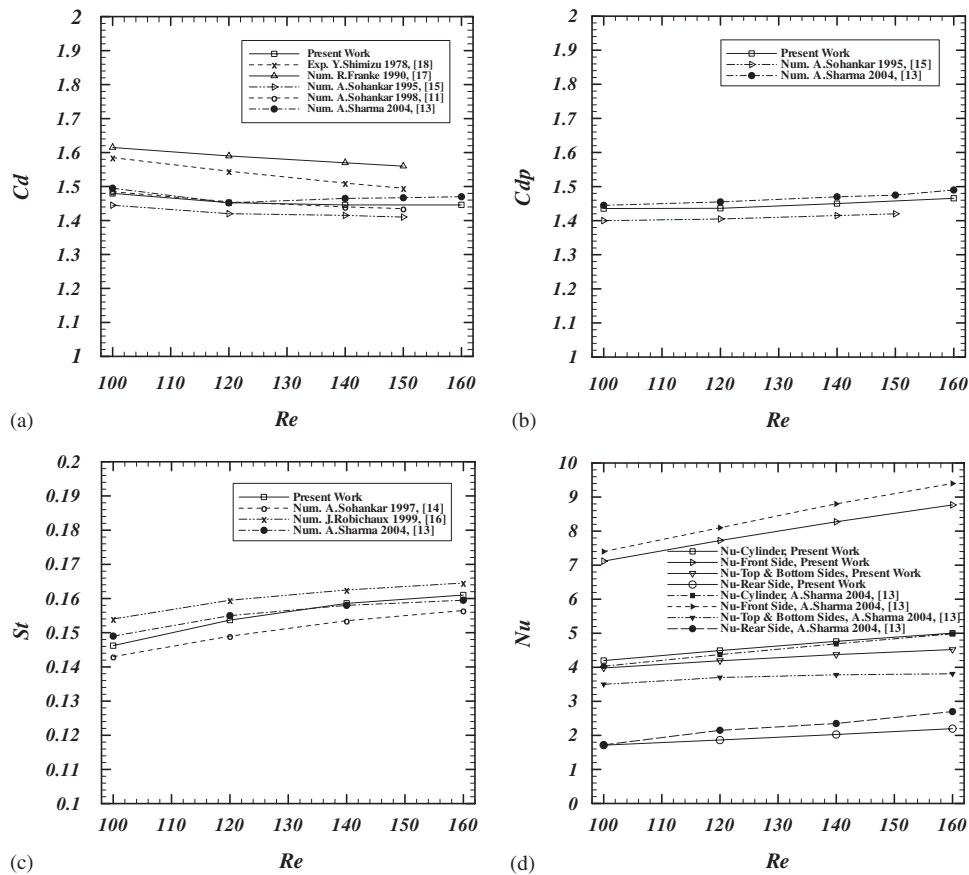 2
1.9
1.8
1.7
1.6
1.5
1.4
1.3
1.2
1.1
1
Cd
Present Work
Exp. Y.Shimizu 1978, [18]
Num. R.Franke 1990, [17]
Num. A.Sohankar 1995, [15]
Num. A.Sohankar 1998, [11]
Num. A.Sharma 2004, [13]
100 110 120 130 140 150 160
(a)
Re
2
1.9
1.8
1.7
1.6
1.5
1.4
1.3
1.2
1.1
1
Cdp
Present Work
Num. A.Sohankar 1995, [15]
Num. A.Sharma 2004, [13]
100 110 120 130 140 150 160
(b)
Re
0.2
0.19
0.18
0.17
0.16
0.15
0.14
0.13
0.12
0.11
0.1
St
Present Work
Num. A.Sohankar 1997, [14]
Num. J.Robichaux 1999, [16]
Num. A.Sharma 2004, [13]
100 110 120 130 140 150 160
(c)
Re
10
9
8
7
6
5
4
3
2
1
0
Nu
Nu-Cylinder, Present Work
Nu-Front Side, Present Work
Nu-Top & Bottom Sides, Present Work
Nu-Rear Side, Present Work
Nu-Cylinder, A.Sharma 2004, [13]
Nu-Front Side, A.Sharma 2004, [13]
Nu-Top & Bottom Sides, A.Sharma 2004, [13]
Nu-Rear Side, A.Sharma 2004, [13]
100 110 120 130 140 150 160
(d)
Re